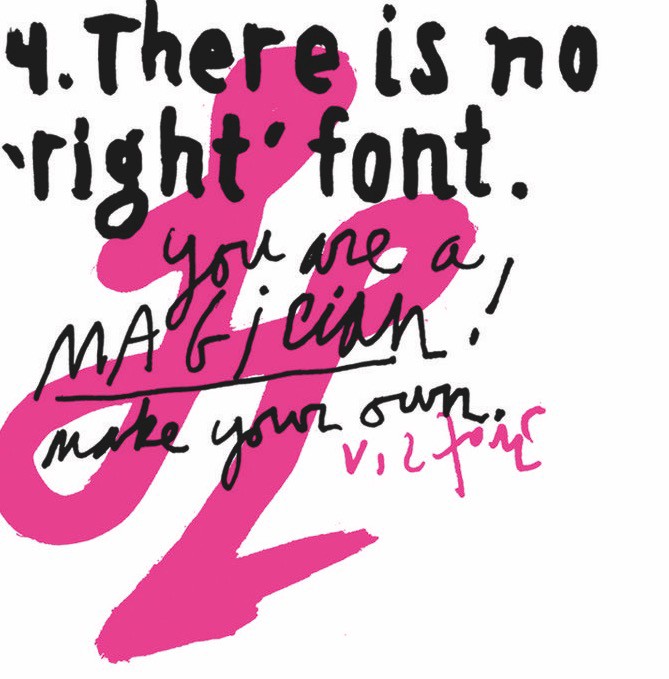 4. There is no
'right' font.
you are a
MAGiciAn!
make your own.